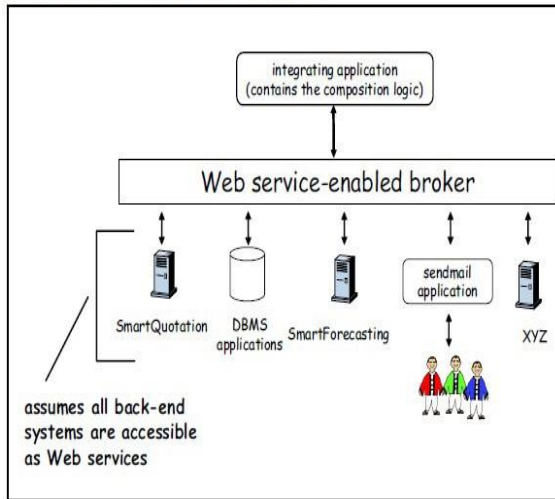 integrating application
(contains the composition logic)
Web service-enabled broker
SmartQuotation
DBMS
applications
SmartForecasting
sendmail
application
XYZ
assumes all back-end
systems are accessible
as Web services